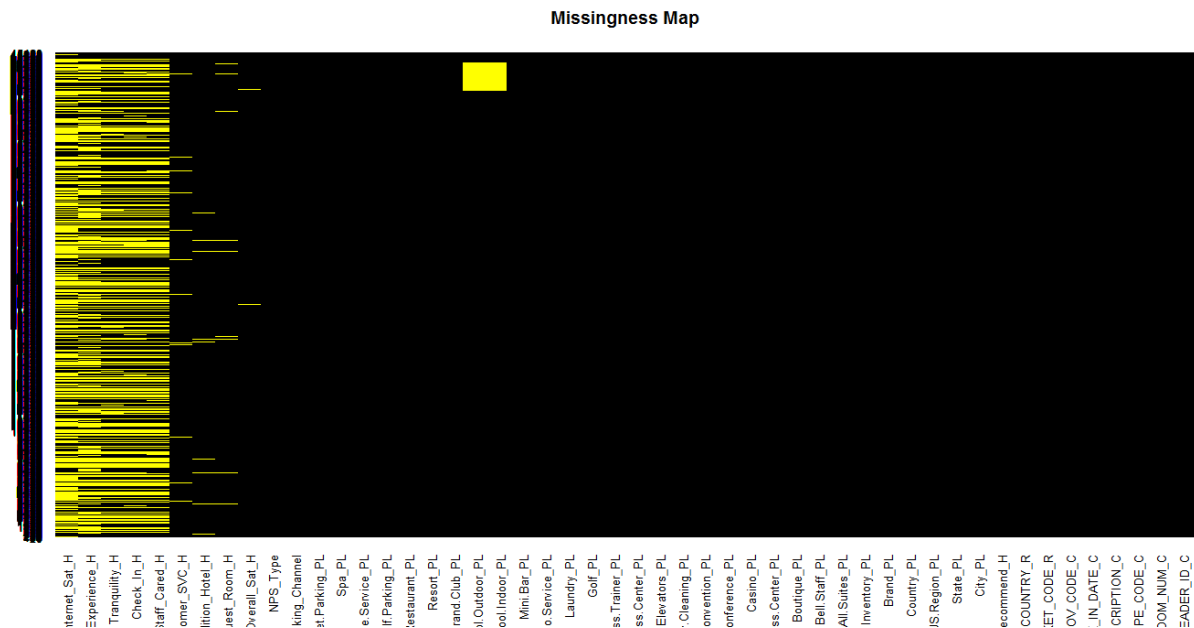 Missingness Map
nternet_Sat_H
Experience_H
Tranquility_H
Check_In_H
Staff_Cared_H
omer_SVC_H
dition_Hotel_H
uest_Room_H
Overall_Sat_H
NPS_Type
king_Channel
et.Parking_PL
Spa_PL
e.Service_PL
lf.Parking_PL
Restaurant_PL
Resort_PL
rand.Club_PL
ol.Outdoor_PL
ool.Indoor_PL
Mini.Bar_PL
o.Service_PL
Laundry_PL
Golf_PL
ss.Trainer_PL
ss.Center_PL
Elevators_PL
.Cleaning_PL
onvention_PL
onference_PL
Casino_PL
ss.Center_PL
Boutique_PL
Bell.Staff_PL
All.Suites_PL
Inventory_PL
Brand_PL
Country_PL
JS.Region_PL
State_PL
City_PL
ecommend_H
COUNTRY_R
ET_CODE_R
OV_CODE_C
_IN_DATE_C
CRIPTION_C
PE_CODE_C
OOM_NUM_C
EADER_ID_C